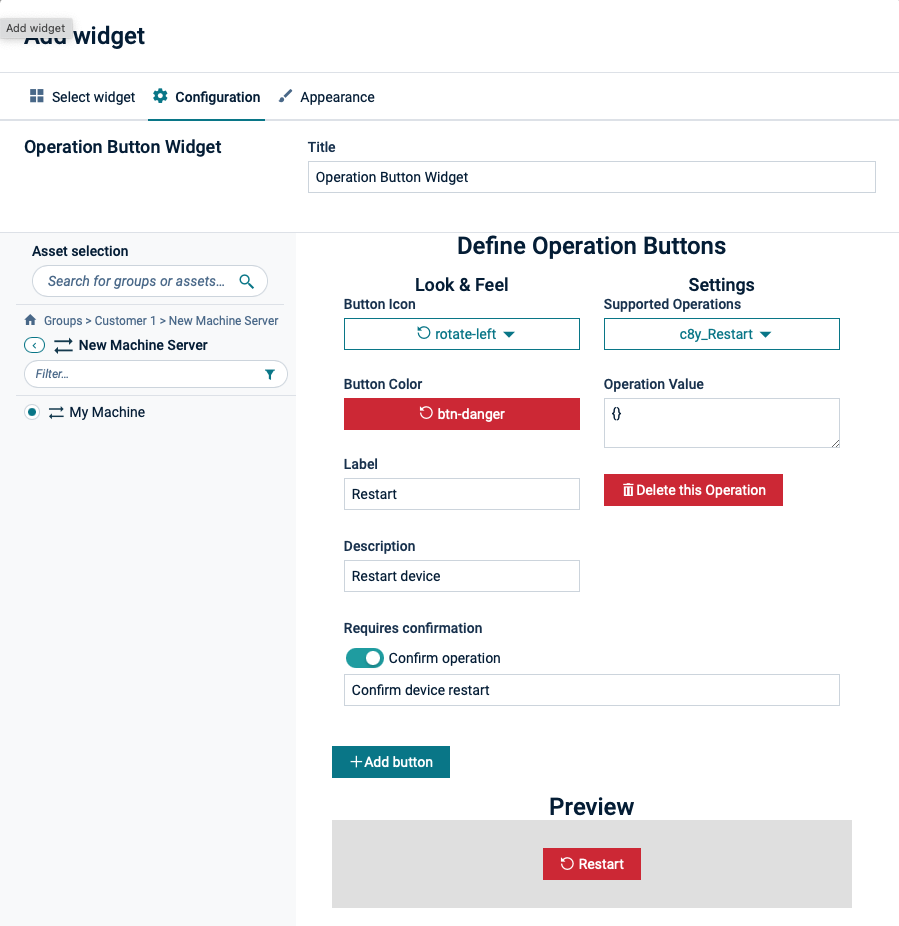 Add widget
Add widget
Select widget
Configuration
Appearance
Operation Button Widget
Title
Operation Button Widget
Asset selection
Search for groups or assets...
Groups > Customer 1 > New Machine Server
New Machine Server
Filter...
My Machine
Define Operation Buttons
Look & Feel
Settings
Button Icon
Supported Operations
rotate-left
c8y_Restart
Button Color
Operation Value
btn-danger
{}
Label
Restart
Delete this Operation
Description
Restart device
Requires confirmation
Confirm operation
Confirm device restart
Add button
Preview
Restart